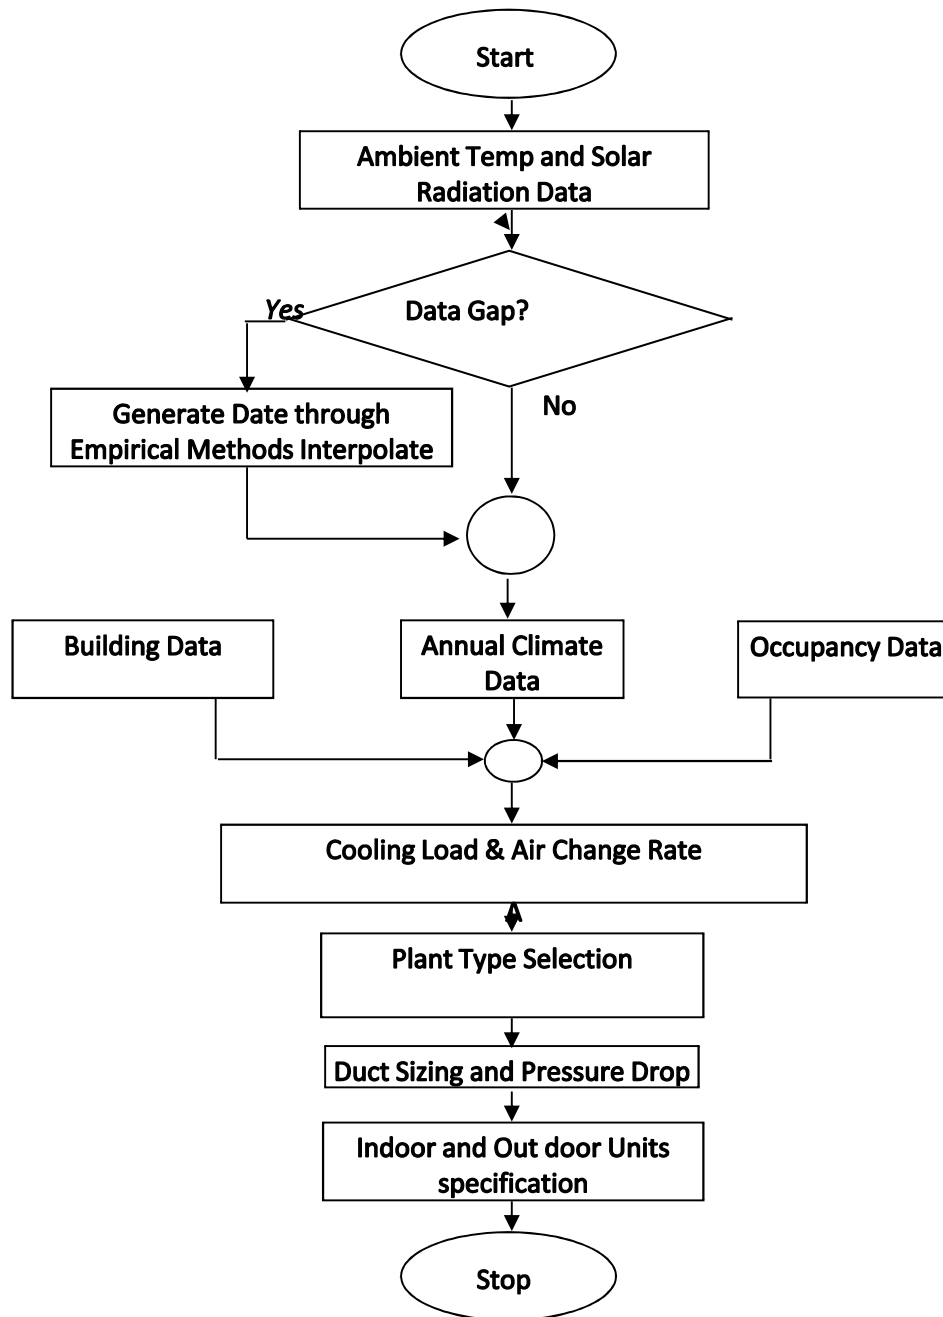 Start
Ambient Temp and Solar
Radiation Data
Data Gap?
Yes
No
Generate Date through
Empirical Methods Interpolate
Building Data
Annual Climate
Data
Occupancy Data
Cooling Load & Air Change Rate
Plant Type Selection
Duct Sizing and Pressure Drop
Indoor and Out door Units
specification
Stop